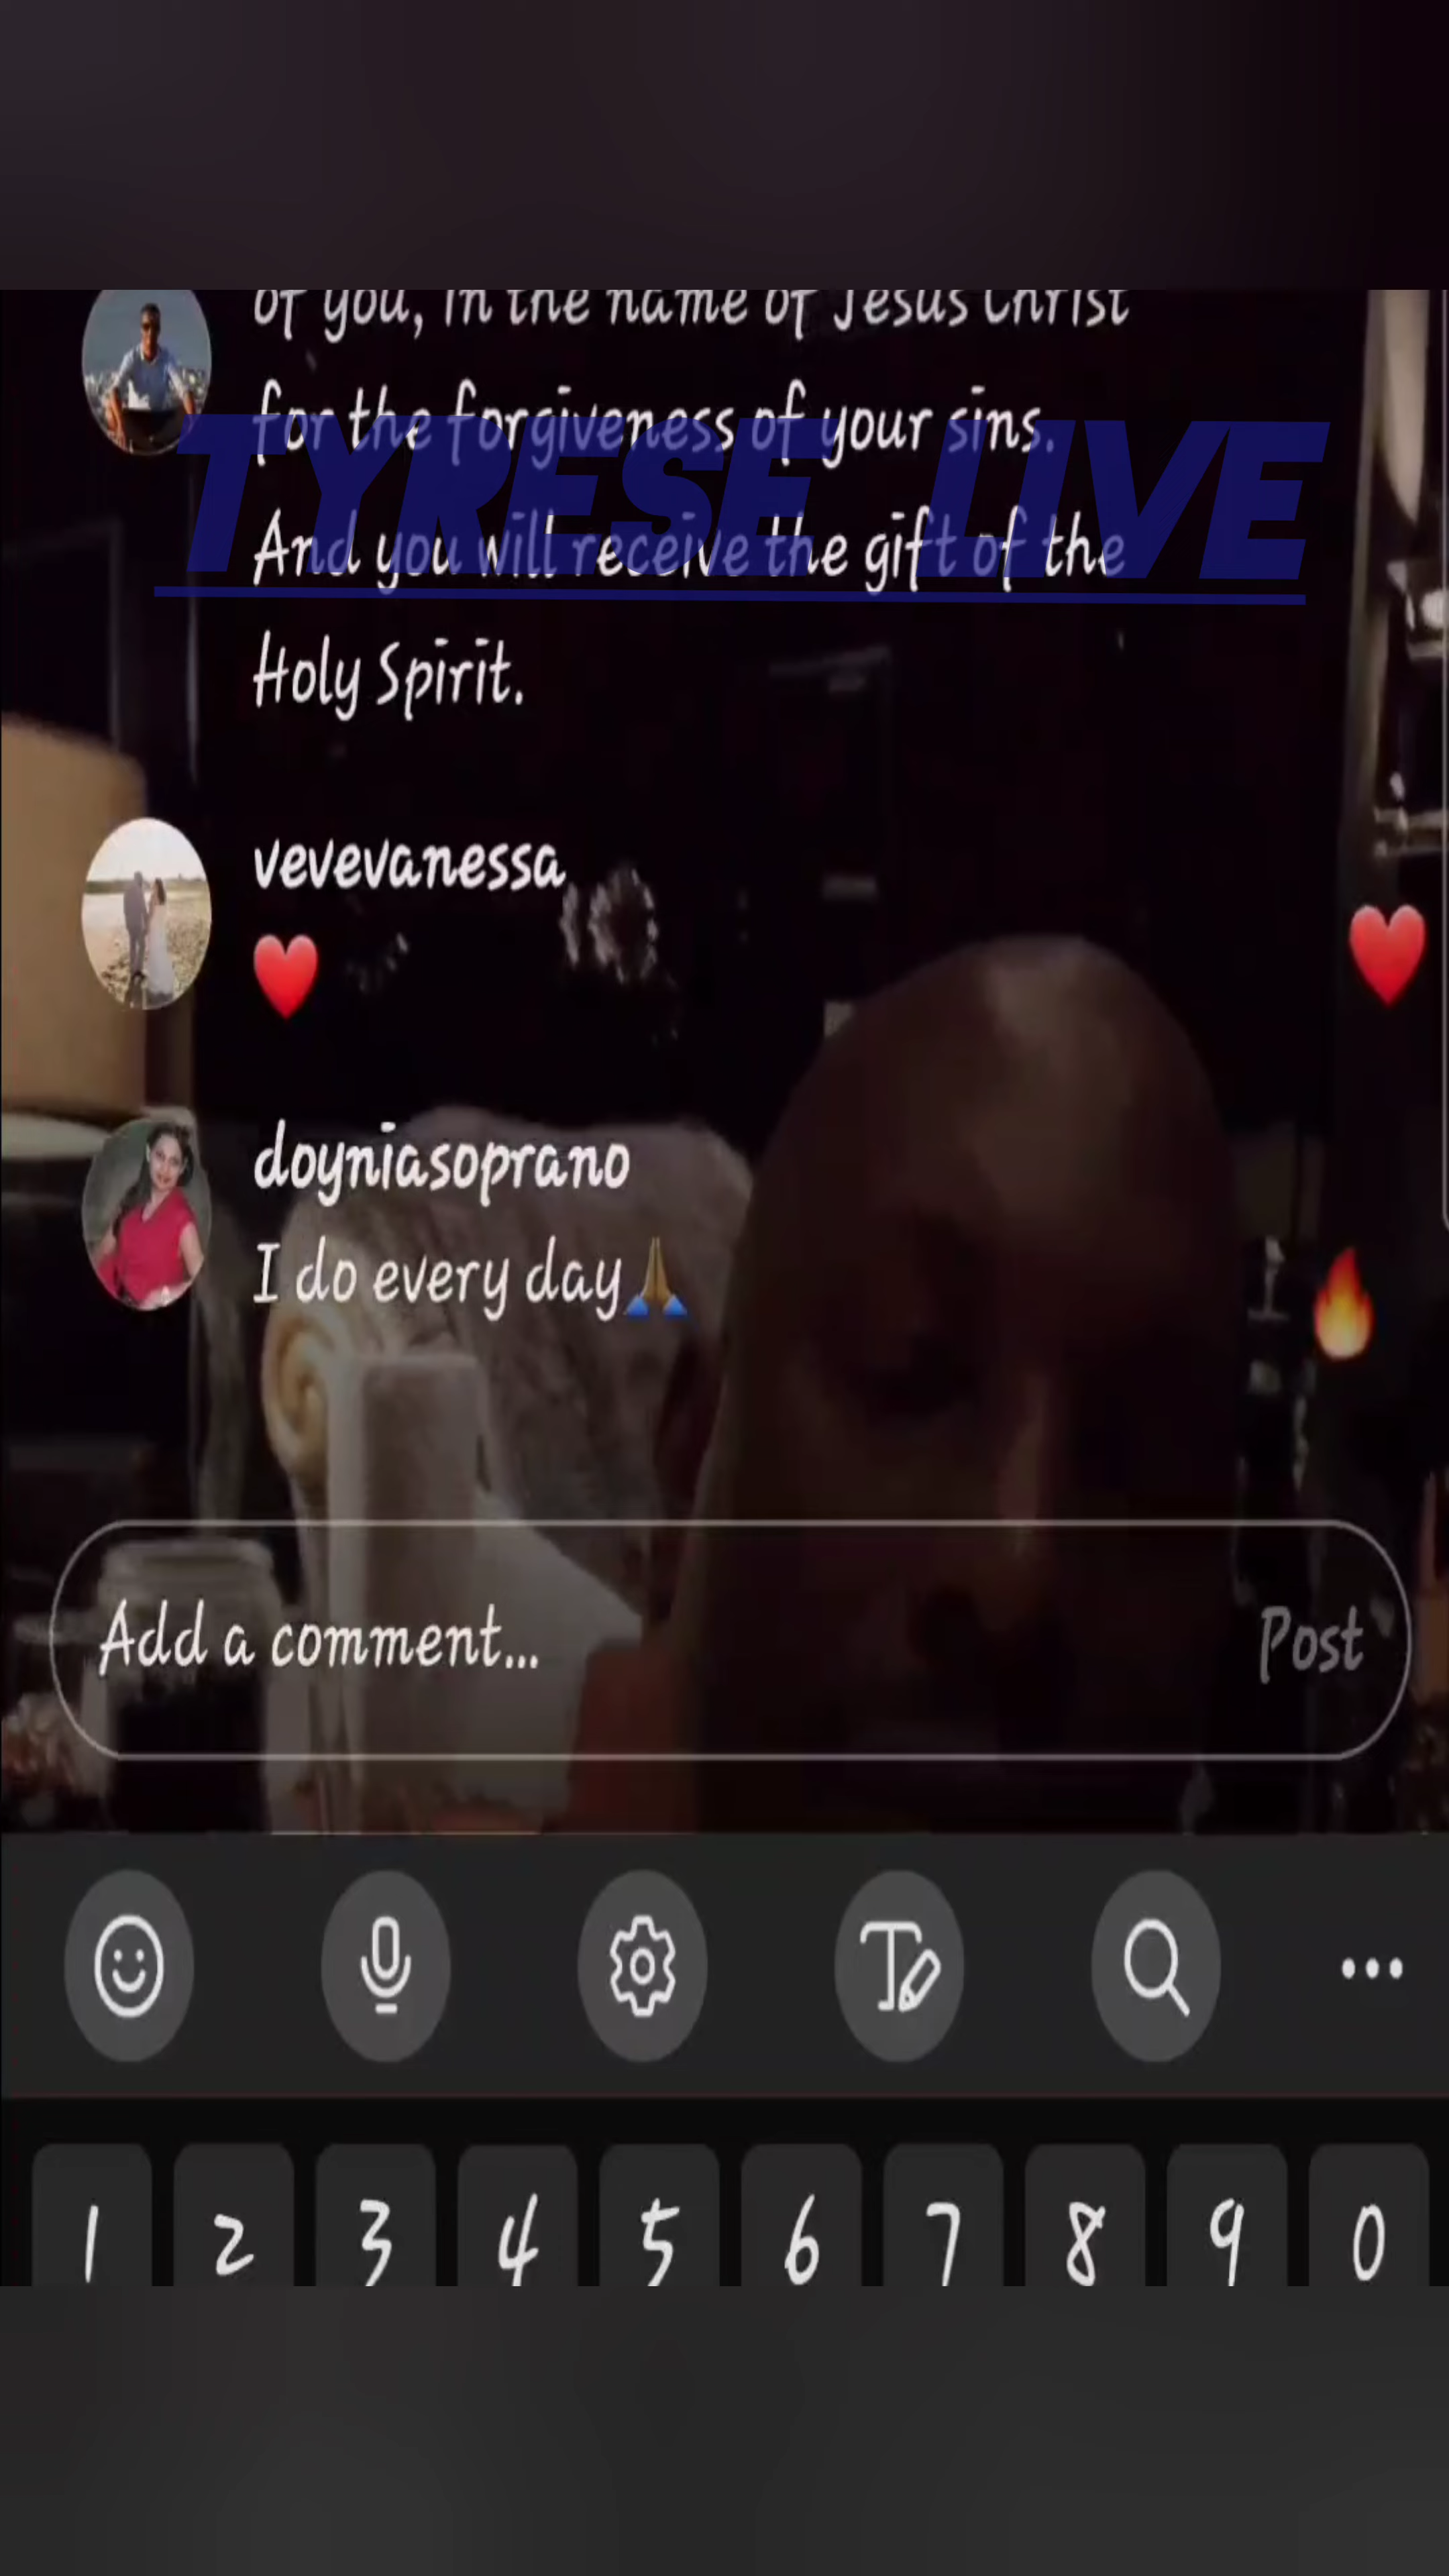 of you, in the name of Jesus Christ
for the forgiveness of your sins.
TYRESE LIVE
And you will receive the gift of the
Holy Spirit.
vevevanessa
❤️
doyniasoprano
I do every day🙏
Add a comment...
Post
1 2 3 4 5 6 7 8 9 0